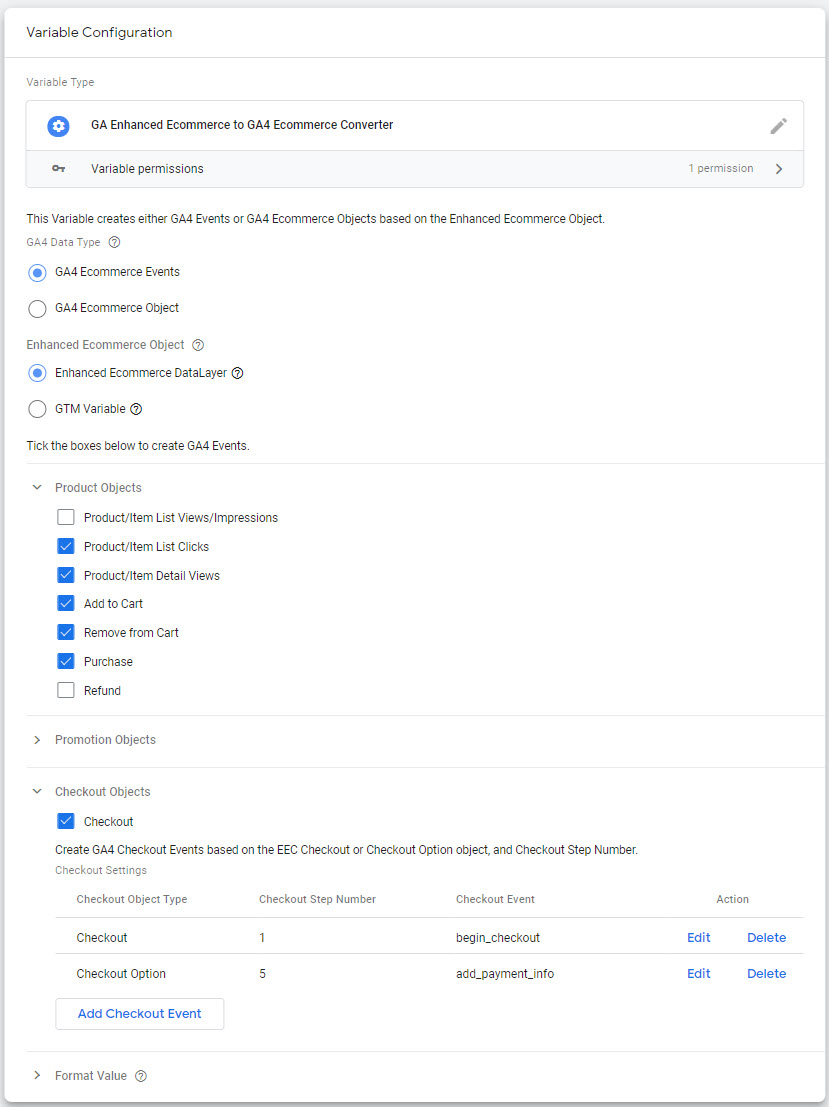 Variable Configuration
Variable Type
GA Enhanced Ecommerce to GA4 Ecommerce Converter
Variable permissions 1 permission
This Variable creates either GA4 Events or GA4 Ecommerce Objects based on the Enhanced Ecommerce Object.
GA4 Data Type ?
GA4 Ecommerce Events
GA4 Ecommerce Object
Enhanced Ecommerce Object ?
Enhanced Ecommerce DataLayer ?
GTM Variable ?
Tick the boxes below to create GA4 Events.
Product Objects
Product/Item List Views/Impressions
Product/Item List Clicks
Product/Item Detail Views
Add to Cart
Remove from Cart
Purchase
Refund
Promotion Objects
Checkout Objects
Checkout
Create GA4 Checkout Events based on the EEC Checkout or Checkout Option object, and Checkout Step Number.
Checkout Settings
Checkout Object Type Checkout Step Number Checkout Event Action
Checkout 1 begin_checkout Edit Delete
Checkout Option 5 add_payment_info Edit Delete
Add Checkout Event
Format Value ?